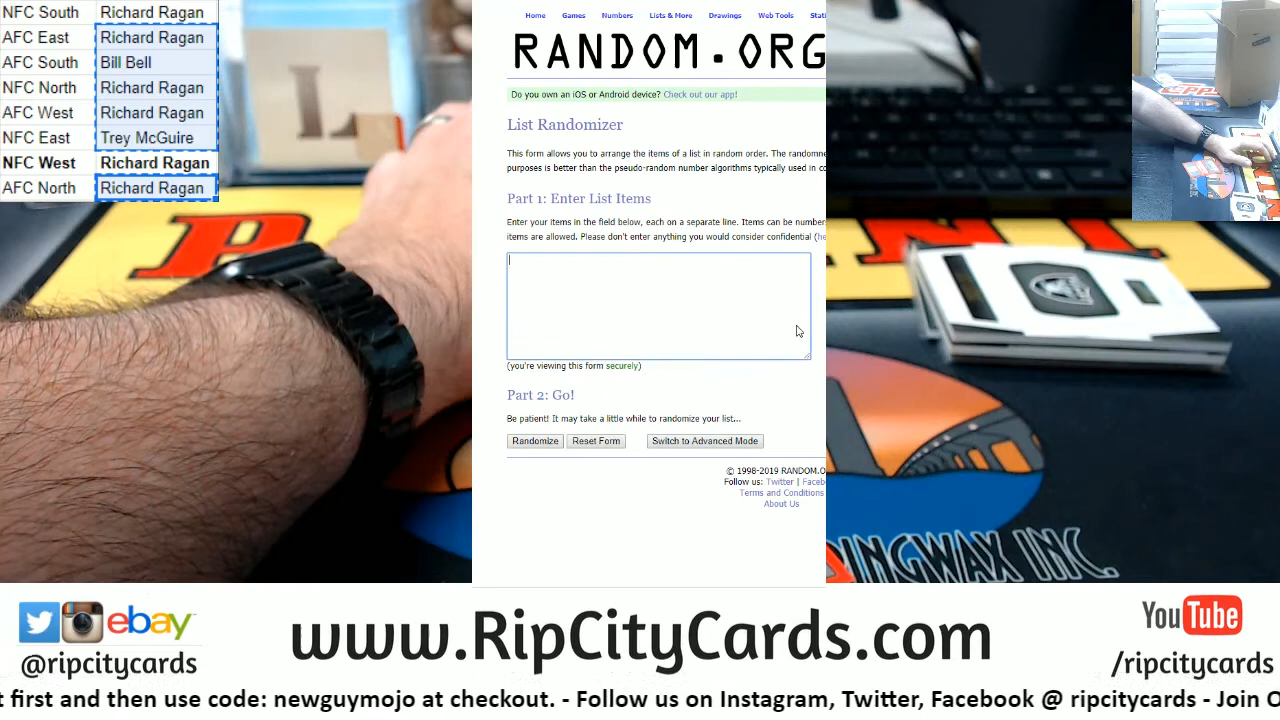 NFC South Richard Ragan
AFC East Richard Ragan
AFC South Bill Bell
NFC North Richard Ragan
AFC West Richard Ragan
NFC East Trey McGuire
NFC West Richard Ragan
AFC North Richard Ragan
Home Games Numbers Lists & More Drawings Web Tools
RANDOM.ORG
Do you own an iOS or Android device? Check out our app!
List Randomizer
This form allows you to arrange the items of a list in random order. The
purposes is better than the pseudo-random number algorithms typically used in
Part 1: Enter List Items
Enter your items in the field below, each on a separate line. Items can be
items are allowed. Please don't enter anything you would consider confidential
(you're viewing this form securely)
Part 2: Go!
Be patient! It may take a little while to randomize your list...
Randomize Reset Form Switch to Advanced Mode
© 1998-2019 RANDOM.O
Follow us: Twitter | Faceb
Terms and Conditions
About Us
INGWAX INC.
ebay
@ripcitycards
www.RipCityCards.com
YouTube
/ripcitycards
t first and then use code: newguymojo at checkout. - Follow us on Instagram, Twitter, Facebook @ ripcitycards - Join O